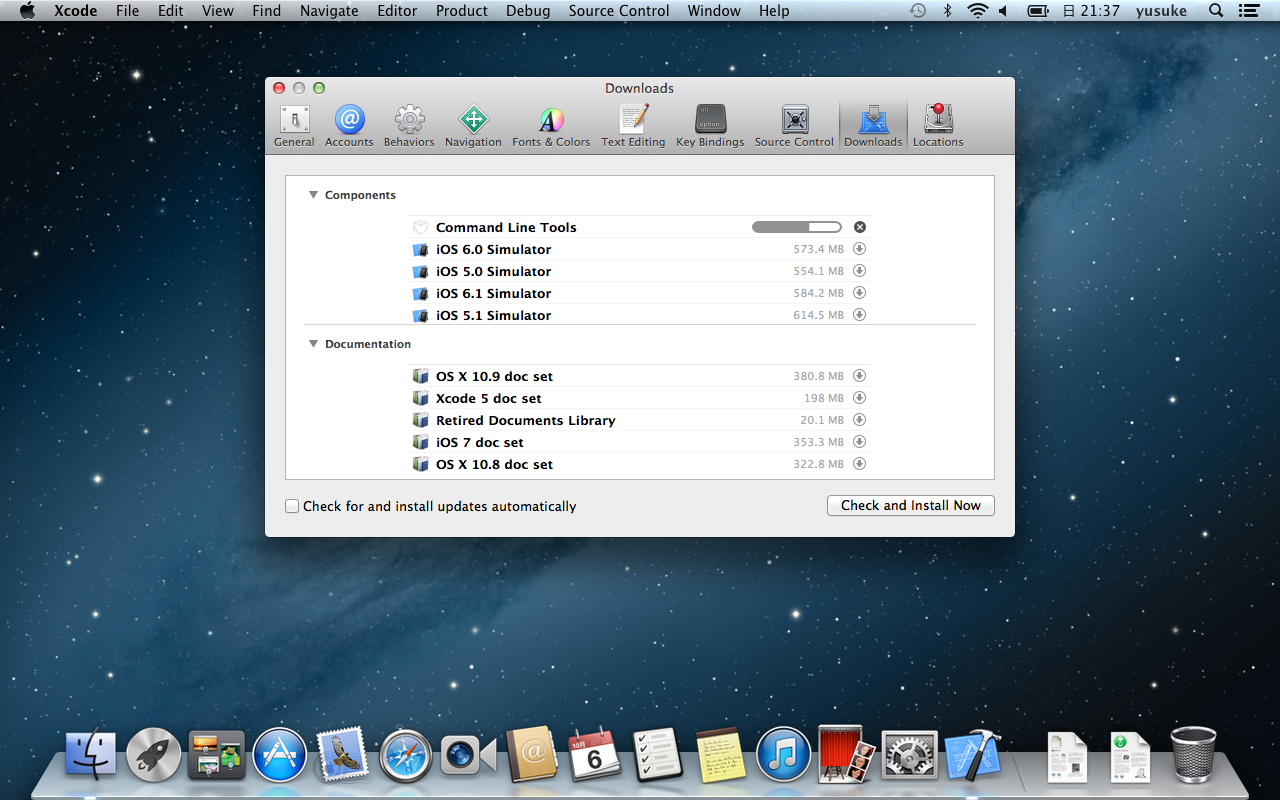 Xcode File Edit View Find Navigate Editor Product Debug Source Control Window Help 日 21:37 yusuke
Downloads
General Accounts Behaviors Navigation Fonts & Colors Text Editing Key Bindings Source Control Downloads Locations
alt
option
Components
Command Line Tools
iOS 6.0 Simulator 573.4 MB
iOS 5.0 Simulator 554.1 MB
iOS 6.1 Simulator 584.2 MB
iOS 5.1 Simulator 614.5 MB
Documentation
OS X 10.9 doc set 380.8 MB
Xcode 5 doc set 198 MB
Retired Documents Library 20.1 MB
iOS 7 doc set 353.3 MB
OS X 10.8 doc set 322.8 MB
Check for and install updates automatically Check and Install Now
10月
6